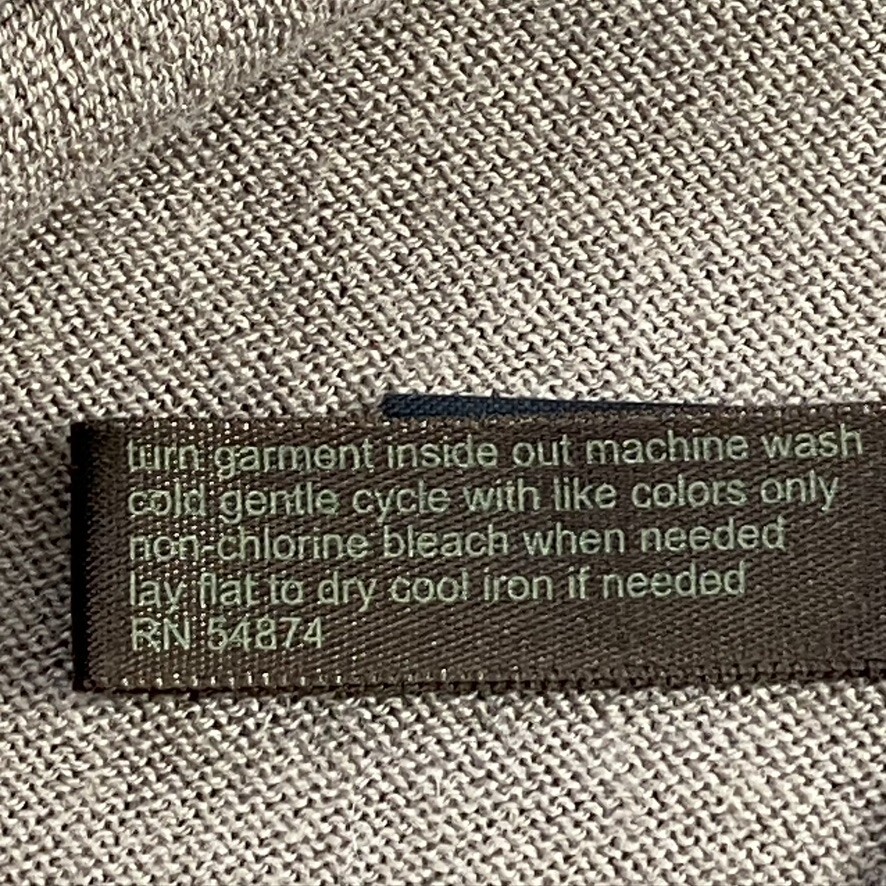 turn garment inside out machine wash
cold gentle cycle with like colors only
non-chlorine bleach when needed
lay flat to dry cool iron if needed
RN 54874